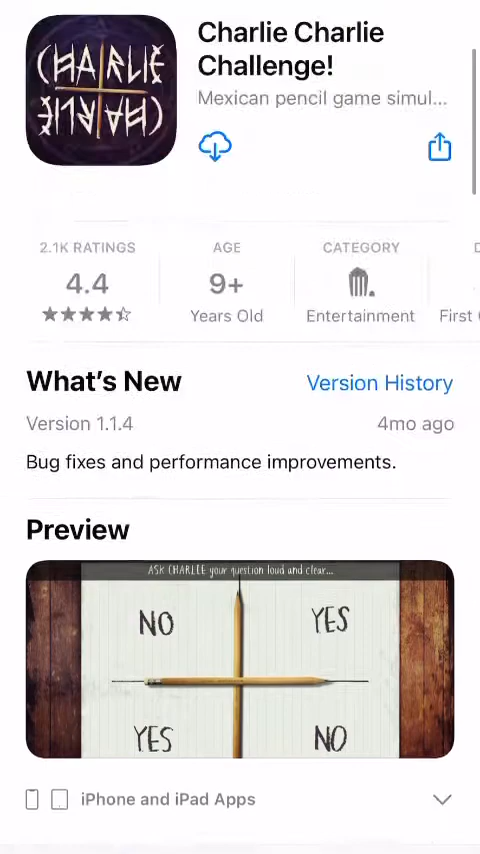 Charlie Charlie
Challenge!
Mexican pencil game simul...
CHARLIE
CHARLIE
2.1K RATINGS
4.4
AGE
9+
Years Old
CATEGORY
Entertainment
D
First
What's New
Version History
Version 1.1.4
4mo ago
Bug fixes and performance improvements.
Preview
ASK CHARLIE your question loud and clear...
NO
YES
YES
NO
iPhone and iPad Apps